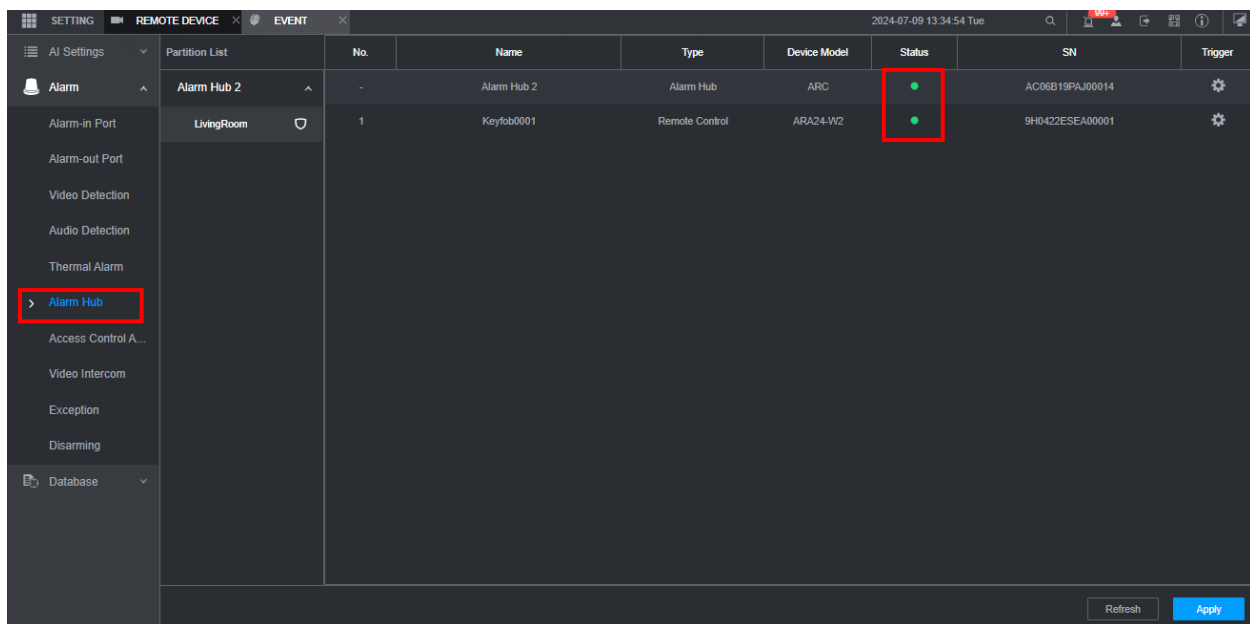 SETTING REMOTE DEVICE EVENT 2024-07-09 13:34:54 Tue 99+
AI Settings
Alarm
Alarm-in Port
Alarm-out Port
Video Detection
Audio Detection
Thermal Alarm
Alarm Hub
Access Control A...
Video Intercom
Exception
Disarming
Database
Partition List
Alarm Hub 2
LivingRoom
No. Name Type Device Model Status SN Trigger
- Alarm Hub 2 Alarm Hub ARC AC06B19PAJ00014
1 Keyfob0001 Remote Control ARA24-W2 9H0422ESEA00001
Refresh Apply